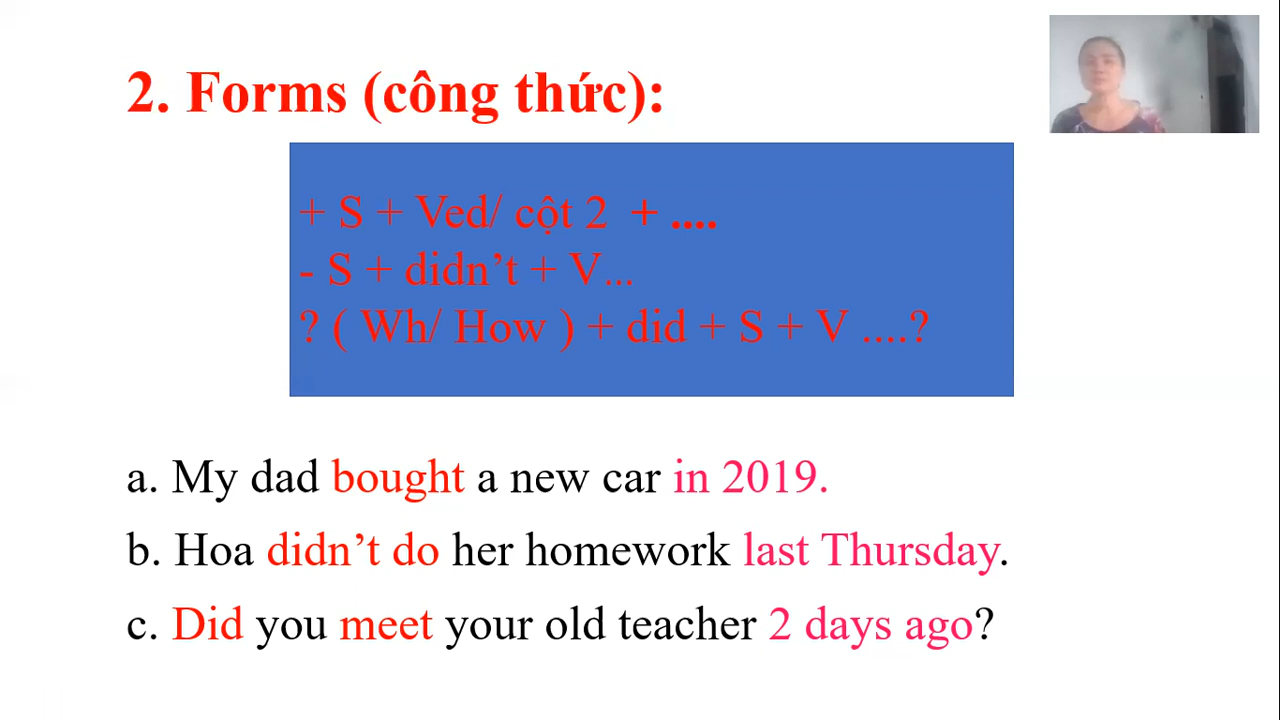 2. Forms (công thức):
+ S + Ved/ cột 2 + ....
- S + didn’t + V...
? ( Wh/ How ) + did + S + V ....?
a. My dad bought a new car in 2019.
b. Hoa didn’t do her homework last Thursday.
c. Did you meet your old teacher 2 days ago?